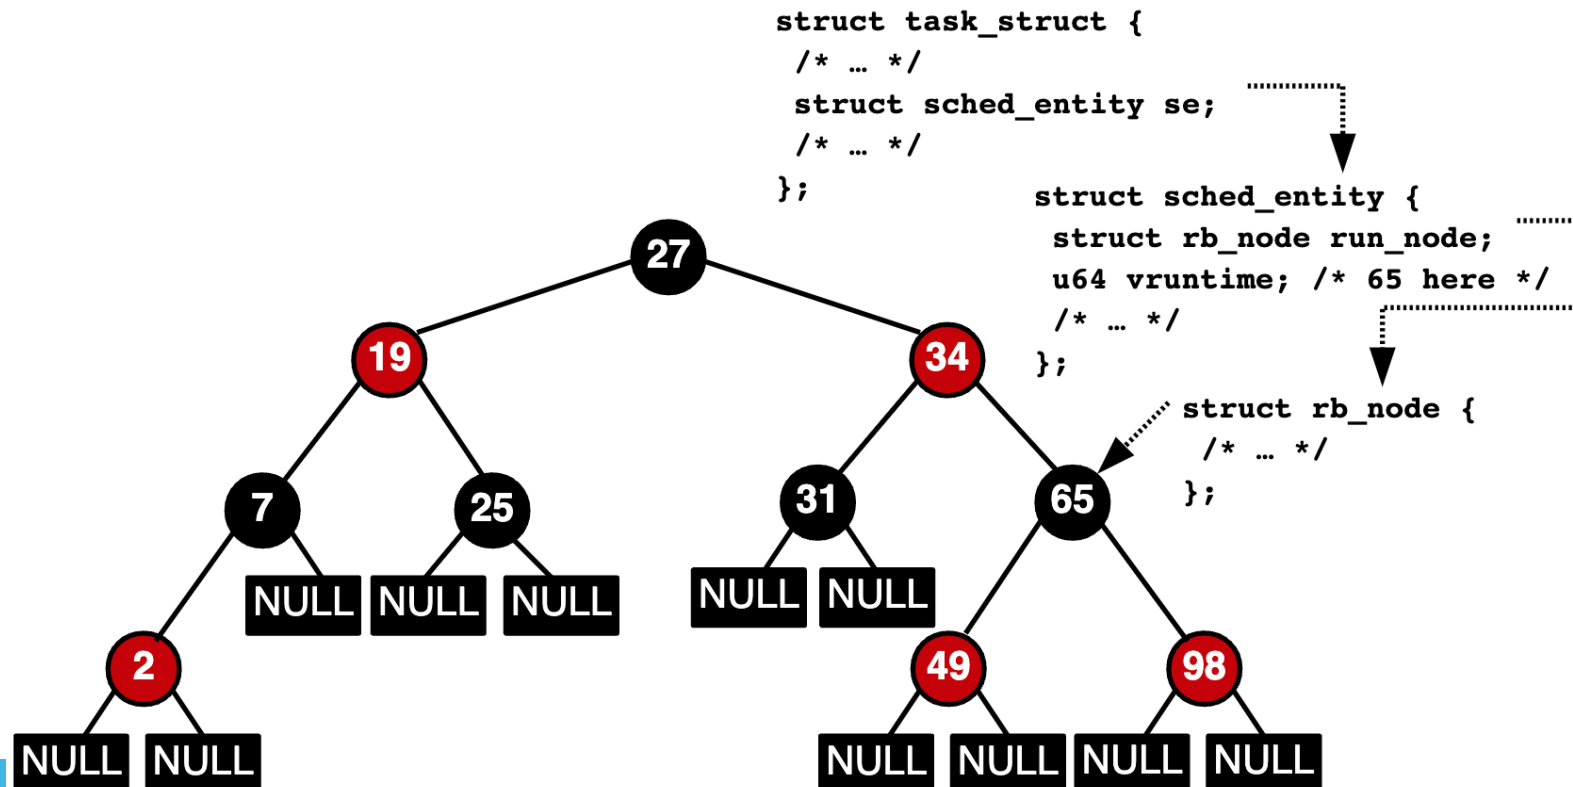 struct task_struct {
/* … */
struct sched_entity se;
/* … */
};
struct sched_entity {
struct rb_node run_node;
u64 vruntime; /* 65 here */
/* … */
};
struct rb_node {
/* … */
};
27
19
34
7
25
31
65
NULL
NULL
NULL
NULL
NULL
2
49
98
NULL
NULL
NULL
NULL
NULL
NULL